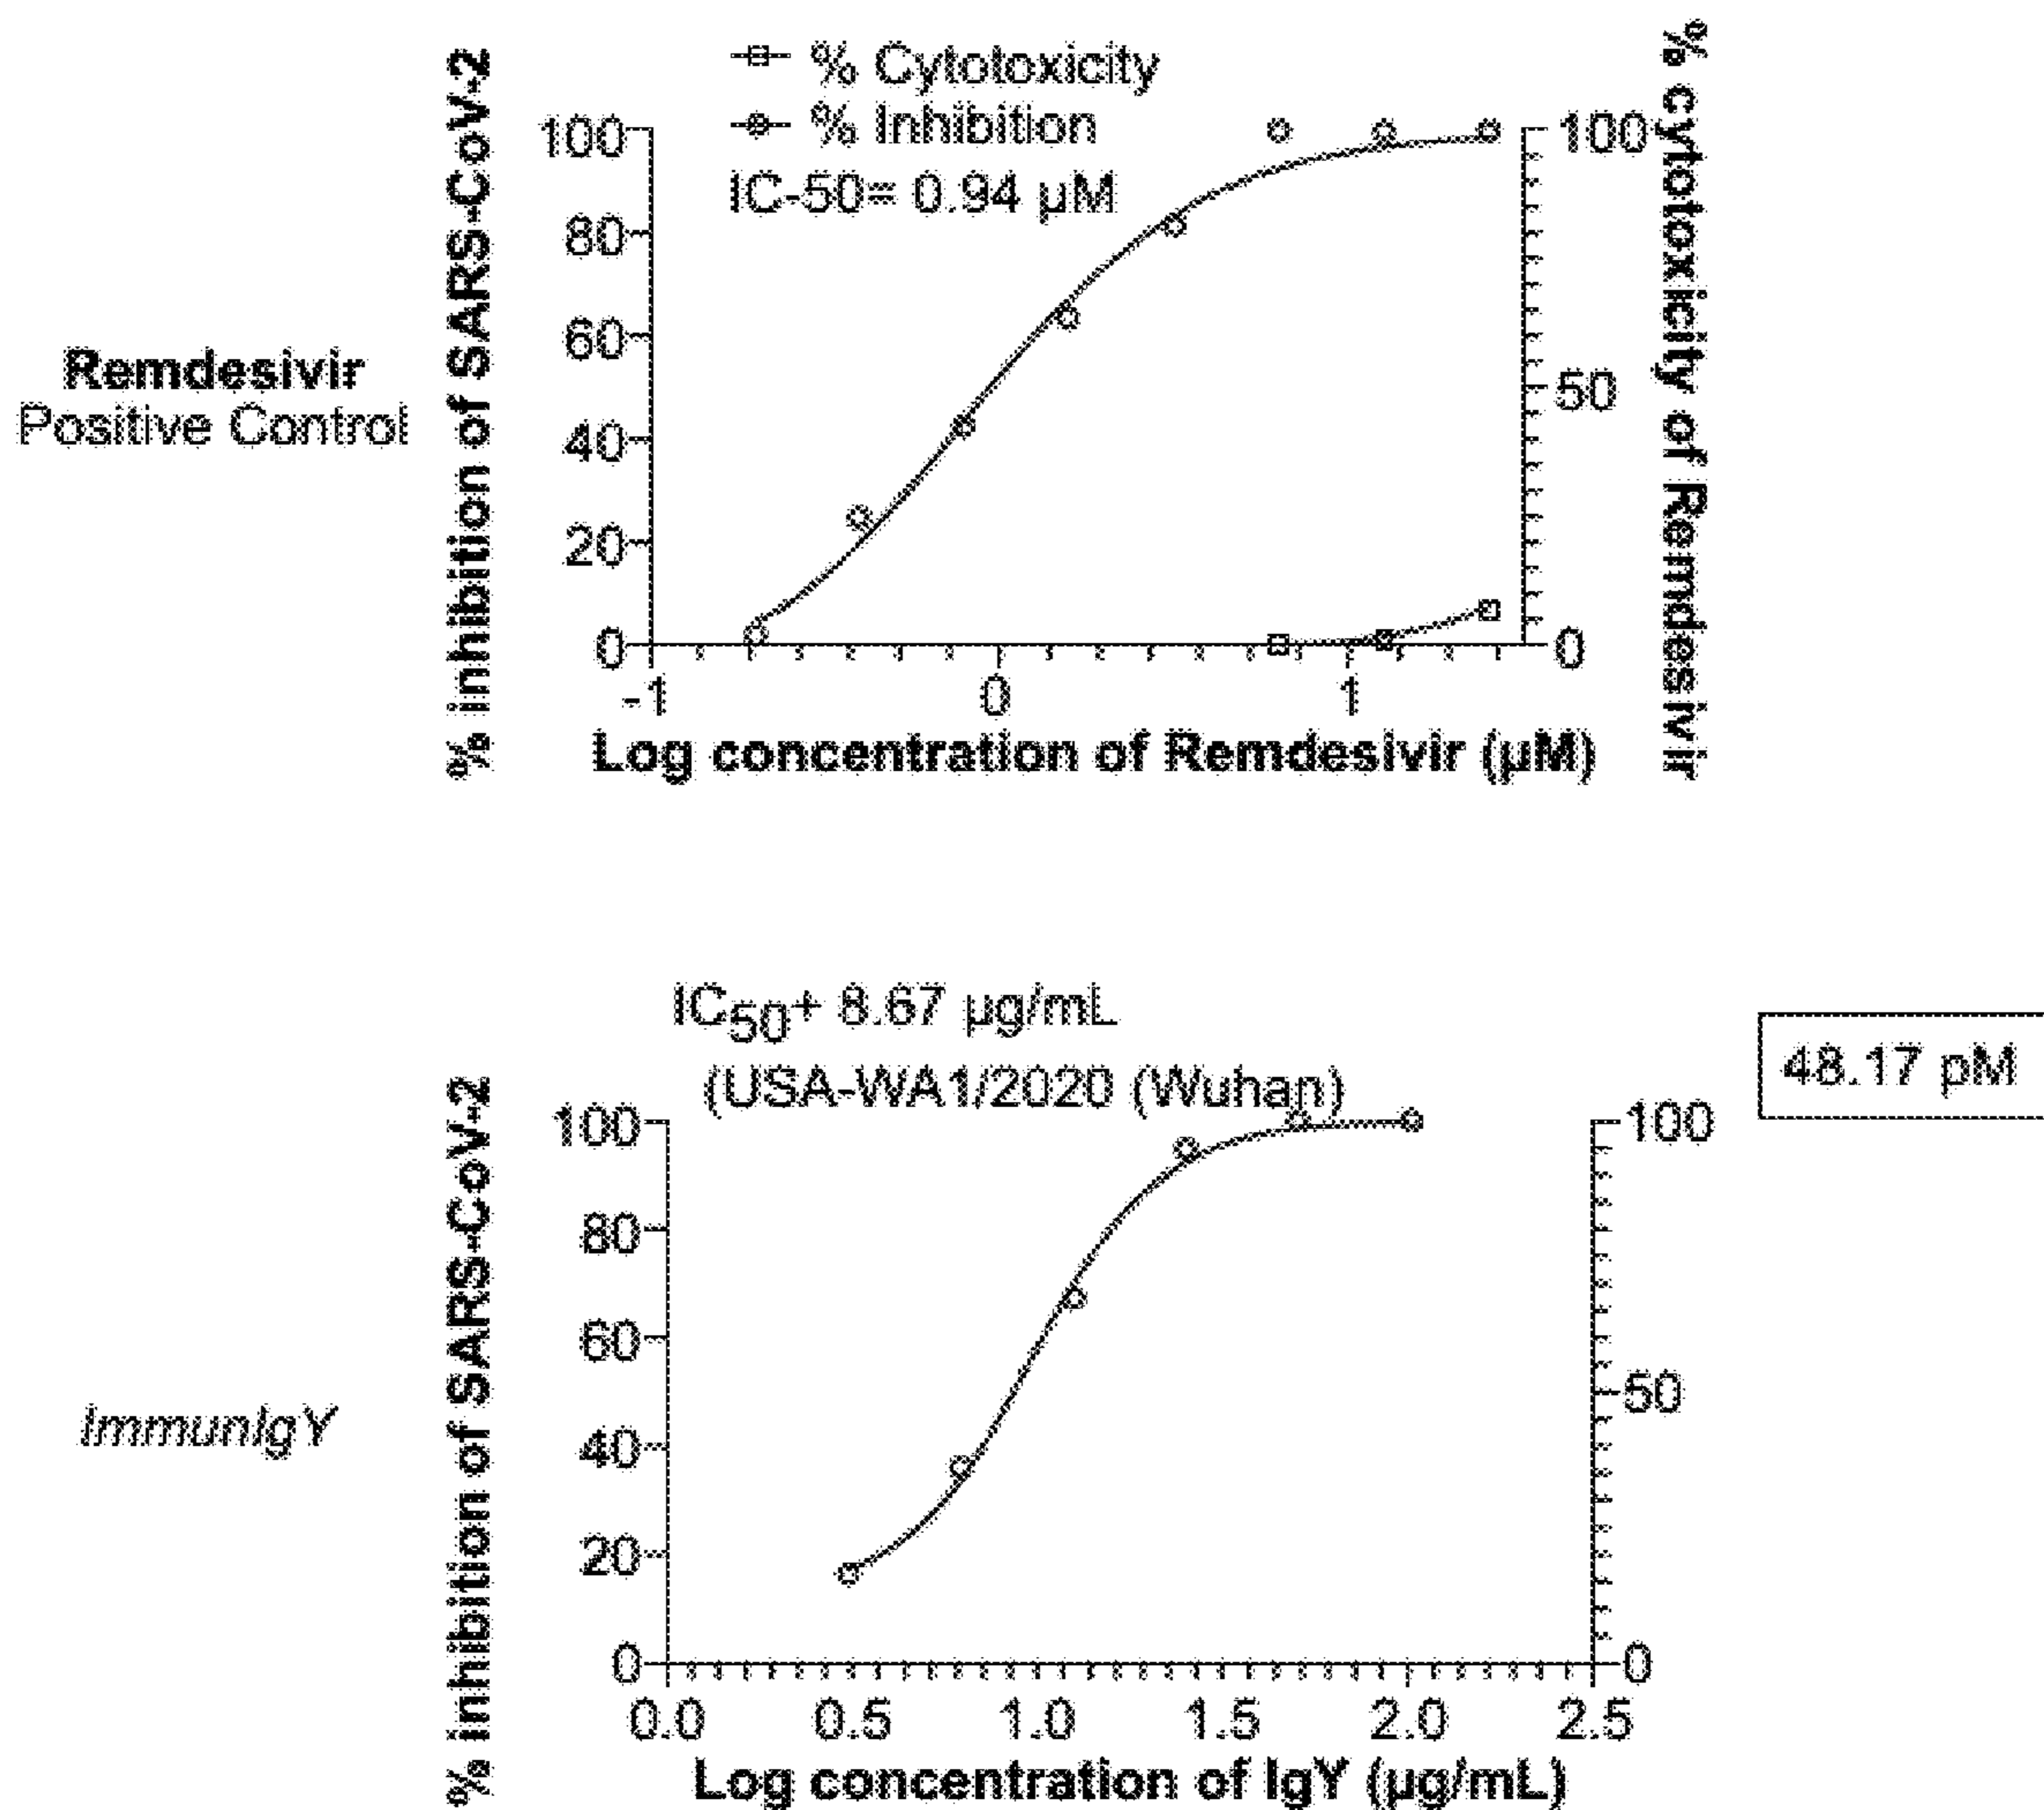 % Cytotoxicity
% Inhibition
IC-50= 0.94 µM
% inhibition of SARS-CoV-2
100
80
60
40
20
0
100
50
0
% cytotoxicity of Remdesivir
Remdesivir
Positive Control
-1
0
1
Log concentration of Remdesivir (µM)
IC50+ 8.67 µg/mL
(USA-WA1/2020 (Wuhan)
48.17 pM
% inhibition of SARS-CoV-2
100
80
60
40
20
0
100
50
0
ImmunIgY
0.0
0.5
1.0
1.5
2.0
2.5
Log concentration of IgY (µg/mL)